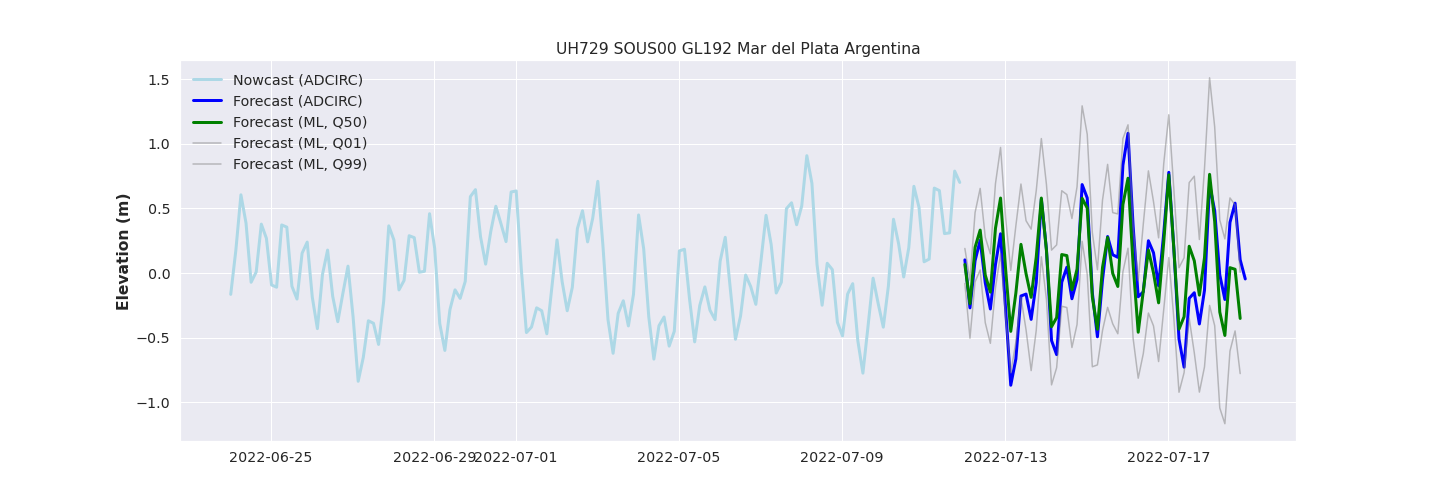 UH729 SOUS00 GL192 Mar del Plata Argentina
Nowcast (ADCIRC)
Forecast (ADCIRC)
Forecast (ML, Q50)
Forecast (ML, Q01)
Forecast (ML, Q99)
Elevation (m)
1.5
1.0
0.5
0.0
−0.5
−1.0
2022-06-25 2022-06-29 2022-07-01 2022-07-05 2022-07-09 2022-07-13 2022-07-17